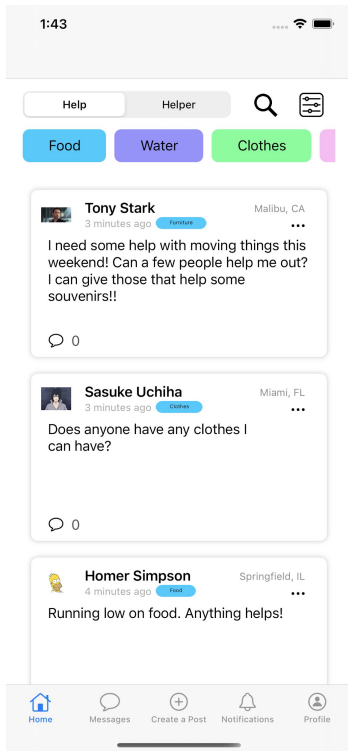 1:43
Help Helper
Food Water Clothes
Tony Stark Malibu, CA
3 minutes ago Furniture
I need some help with moving things this
weekend! Can a few people help me out?
I can give those that help some
souvenirs!!
0
Sasuke Uchiha Miami, FL
3 minutes ago Clothes
Does anyone have any clothes I
can have?
0
Homer Simpson Springfield, IL
4 minutes ago Food
Running low on food. Anything helps!
Home Messages Create a Post Notifications Profile